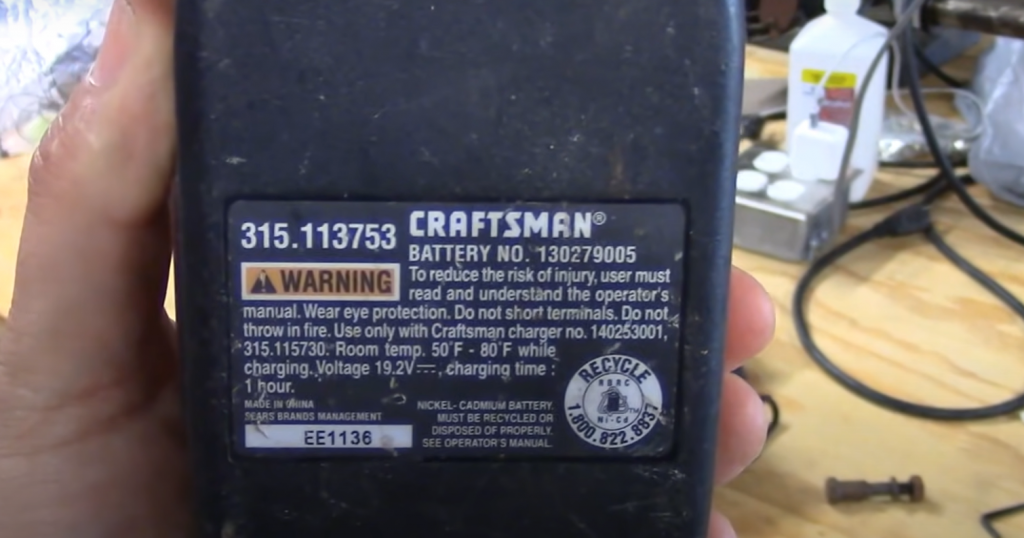 315.113753
CRAFTSMAN®
BATTERY NO. 130279005
WARNING
To reduce the risk of injury, user must
read and understand the operator's
manual. Wear eye protection. Do not short terminals. Do not
throw in fire. Use only with Craftsman charger no. 140253001,
315.115730. Room temp. 50°F - 80°F while
charging. Voltage 19.2V⎓, charging time :
1 hour.
MADE IN CHINA
SEARS BRANDS MANAGEMENT
EE1136
NICKEL-CADMIUM BATTERY.
MUST BE RECYCLED OR
DISPOSED OF PROPERLY.
SEE OPERATOR'S MANUAL.
RECYCLE
RBRC
Ni-Cd
TM
1.800.822.8837